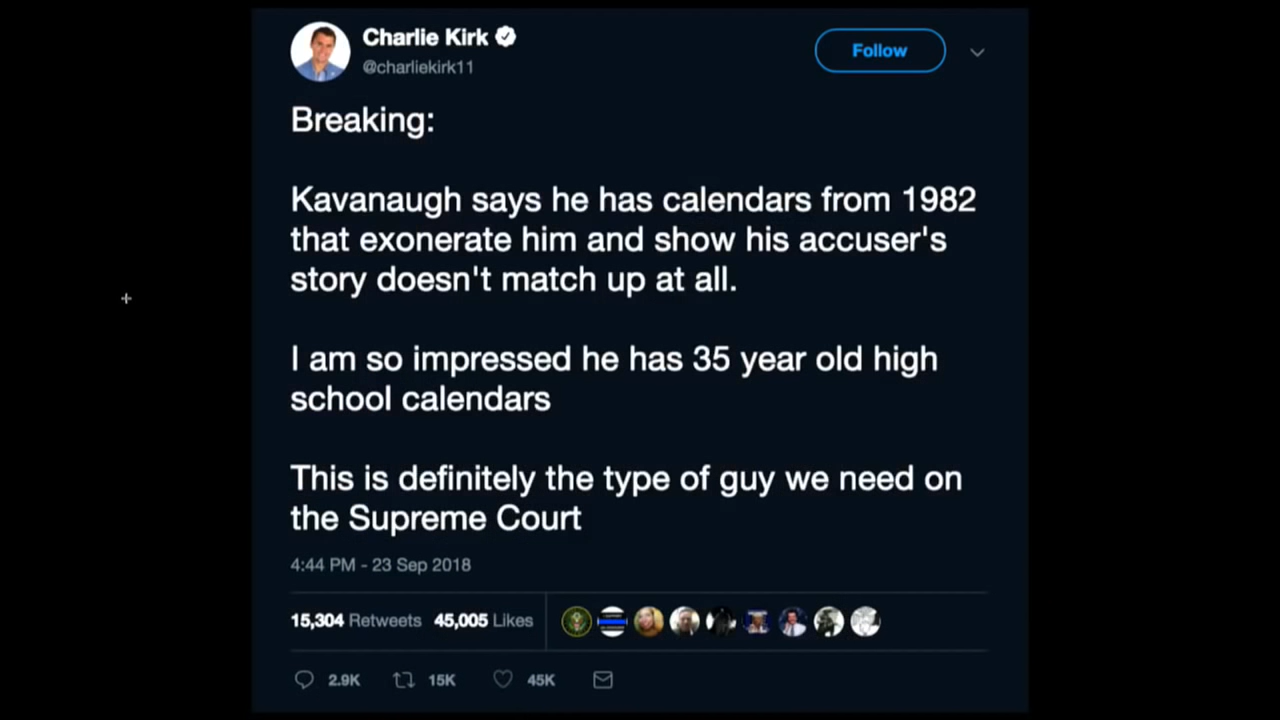 Charlie Kirk
@charliekirk11
Follow
Breaking:
Kavanaugh says he has calendars from 1982
that exonerate him and show his accuser's
story doesn't match up at all.
I am so impressed he has 35 year old high
school calendars
This is definitely the type of guy we need on
the Supreme Court
4:44 PM - 23 Sep 2018
15,304 Retweets 45,005 Likes
2.9K 15K 45K